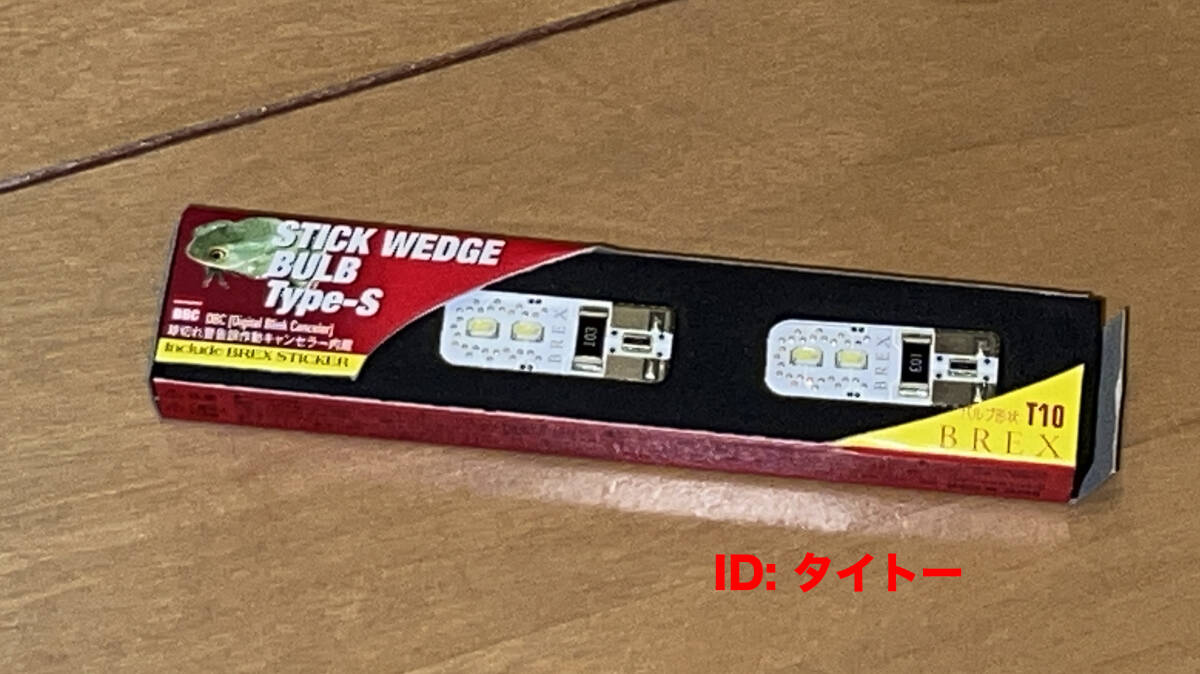 STICK WEDGE
BULB
Type-S
DBC DBC [Digital Blink Canceler]
球切れ警告誤作動キャンセラー内蔵
Include BREX STICKER
BREX
103
BREX
103
バルブ形状 T10
BREX
ID: タイトー